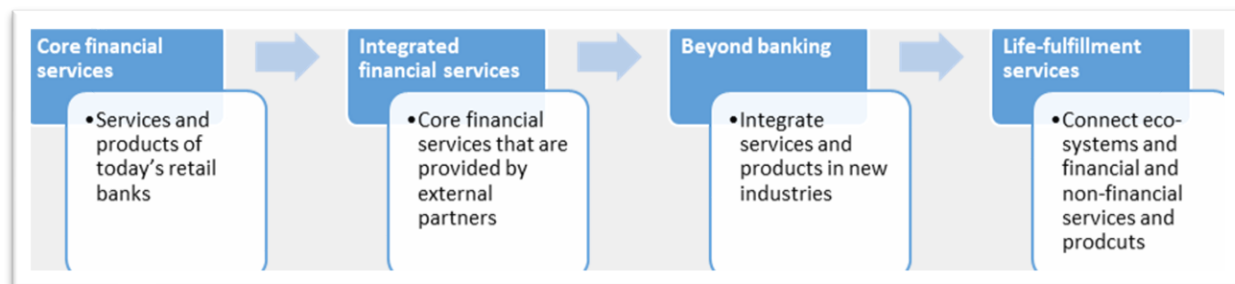 Core financial
services
•Services and
products of
today's retail
banks
Integrated
financial services
•Core financial
services that are
provided by
external
partners
Beyond banking
•Integrate
services and
products in new
industries
Life-fulfillment
services
•Connect eco-
systems and
financial and
non-financial
services and
prodcuts